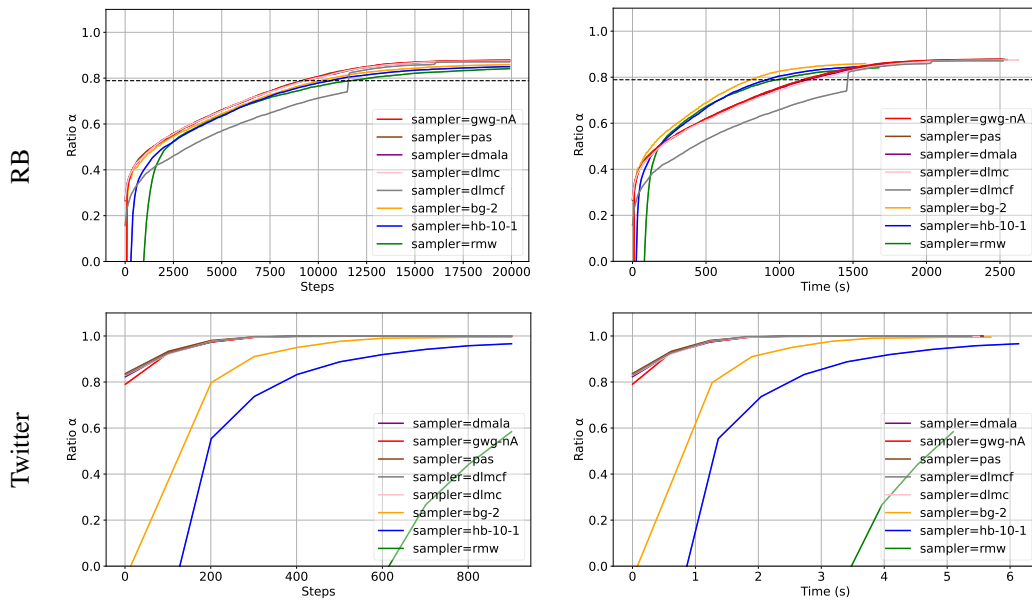 RB
Ratio α
1.0
0.8
0.6
0.4
0.2
0.0
sampler=gwg-nA
sampler=pas
sampler=dmala
sampler=dlmc
sampler=dlmcf
sampler=bg-2
sampler=hb-10-1
sampler=rmw
0 2500 5000 7500 10000 12500 15000 17500 20000
Steps
Ratio α
1.0
0.8
0.6
0.4
0.2
0.0
sampler=gwg-nA
sampler=pas
sampler=dmala
sampler=dlmc
sampler=dlmcf
sampler=bg-2
sampler=hb-10-1
sampler=rmw
0 500 1000 1500 2000 2500
Time (s)
Twitter
Ratio α
1.0
0.8
0.6
0.4
0.2
0.0
sampler=dmala
sampler=gwg-nA
sampler=pas
sampler=dlmcf
sampler=dlmc
sampler=bg-2
sampler=hb-10-1
sampler=rmw
0 200 400 600 800
Steps
Ratio α
1.0
0.8
0.6
0.4
0.2
0.0
sampler=dmala
sampler=gwg-nA
sampler=pas
sampler=dlmcf
sampler=dlmc
sampler=bg-2
sampler=hb-10-1
sampler=rmw
0 1 2 3 4 5 6
Time (s)